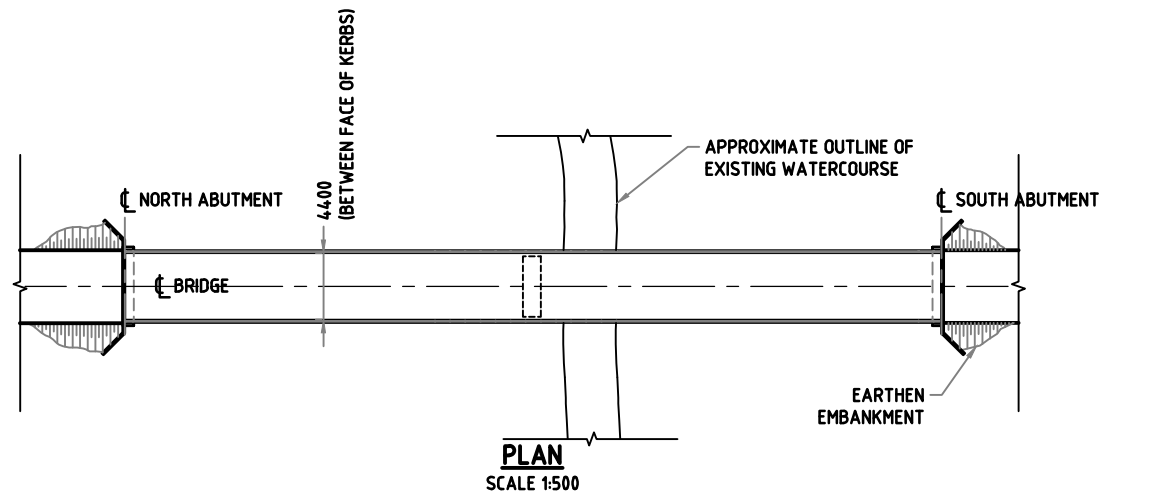 4400
(BETWEEN FACE OF KERBS)
APPROXIMATE OUTLINE OF
EXISTING WATERCOURSE
℄ NORTH ABUTMENT
℄ SOUTH ABUTMENT
℄ BRIDGE
EARTHEN
EMBANKMENT
PLAN
SCALE 1:500